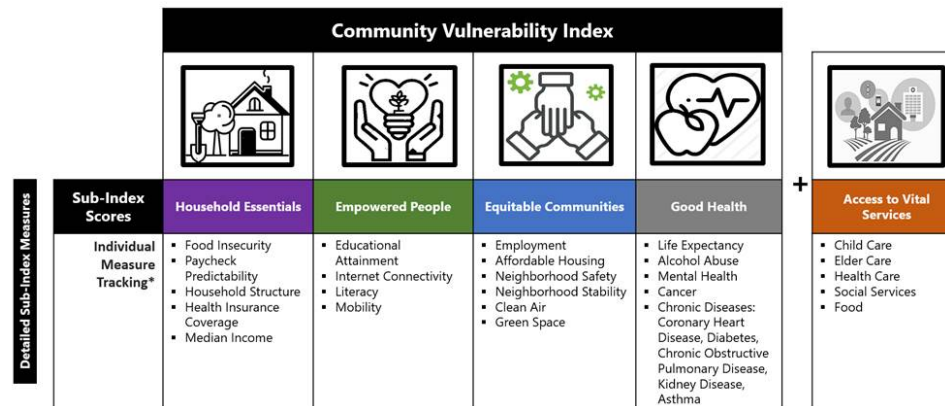 Community Vulnerability Index
+
Detailed Sub-Index Measures
Sub-Index
Scores
Household Essentials
Empowered People
Equitable Communities
Good Health
Access to Vital
Services
Individual
Measure
Tracking*
▪ Food Insecurity
▪ Paycheck
Predictability
▪ Household Structure
▪ Health Insurance
Coverage
▪ Median Income
▪ Educational
Attainment
▪ Internet Connectivity
▪ Literacy
▪ Mobility
▪ Employment
▪ Affordable Housing
▪ Neighborhood Safety
▪ Neighborhood Stability
▪ Clean Air
▪ Green Space
▪ Life Expectancy
▪ Alcohol Abuse
▪ Mental Health
▪ Cancer
▪ Chronic Diseases:
Coronary Heart
Disease, Diabetes,
Chronic Obstructive
Pulmonary Disease,
Kidney Disease,
Asthma
▪ Child Care
▪ Elder Care
▪ Health Care
▪ Social Services
▪ Food